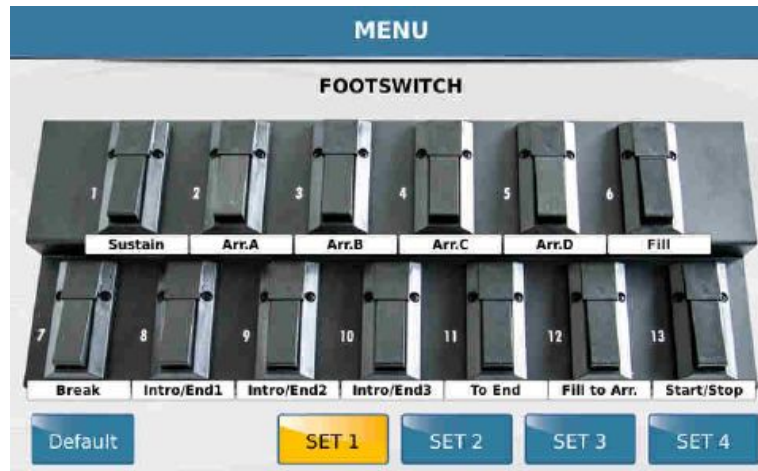 MENU
FOOTSWITCH
1 2 3 4 5 6
Sustain Arr.A Arr.B Arr.C Arr.D Fill
7 8 9 10 11 12 13
Break Intro/End1 Intro/End2 Intro/End3 To End Fill to Arr. Start/Stop
Default SET 1 SET 2 SET 3 SET 4